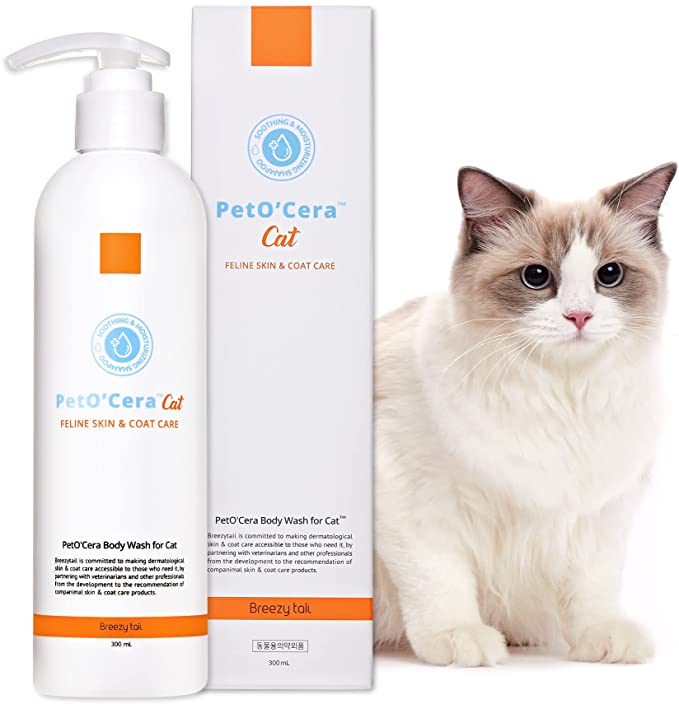 SOOTHING & MOISTURIZING SHAMPOO
PetO'Cera™ Cat
FELINE SKIN & COAT CARE
PetO'Cera Body Wash for Cat
Breezytail is committed to making dermatological
skin & coat care accessible to those who need it, by
partnering with veterinarians and other professionals
from the development to the recommendation of
companimal skin & coat care products.
Breezy tail
300 mL
SOOTHING & MOISTURIZING SHAMPOO
PetO'Cera™
Cat
FELINE SKIN & COAT CARE
PetO'Cera Body Wash for Cat™
Breezytail is committed to making dermatological
skin & coat care accessible to those who need it, by
partnering with veterinarians and other professionals
from the development to the recommendation of
companimal skin & coat care products.
Breezy tail
동물용의약외품
300 mL